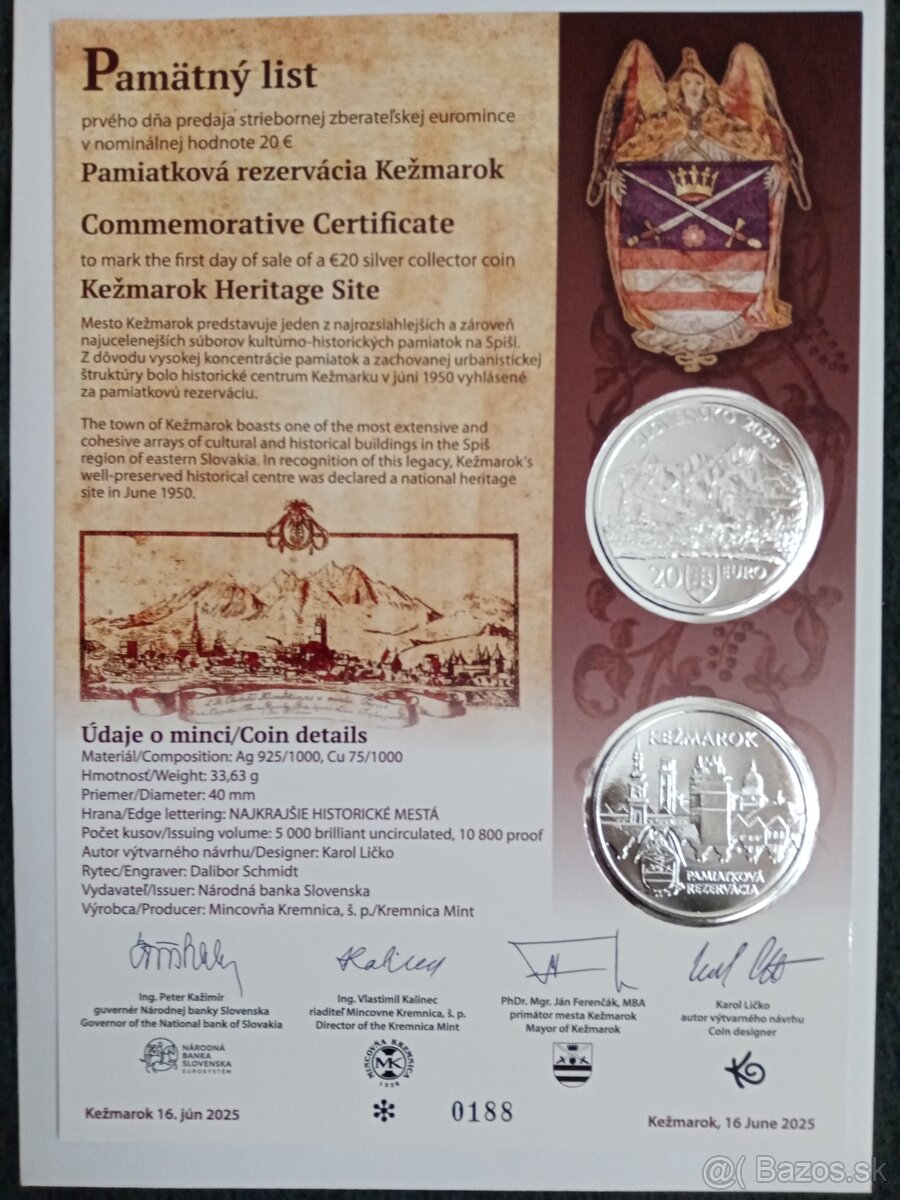 Pamätný list
prvého dňa predaja striebornej zberateľskej euromince
v nominálnej hodnote 20 €
Pamiatková rezervácia Kežmarok
Commemorative Certificate
to mark the first day of sale of a €20 silver collector coin
Kežmarok Heritage Site
Mesto Kežmarok predstavuje jeden z najrozsiahlejších a zároveň
najucelenejších súborov kultúrno-historických pamiatok na Spiši.
Z dôvodu vysokej koncentrácie pamiatok a zachovanej urbanistickej
štruktúry bolo historické centrum Kežmarku v júni 1950 vyhlásené
za pamiatkovú rezerváciu.
The town of Kežmarok boasts one of the most extensive and
cohesive arrays of cultural and historical buildings in the Spiš
region of eastern Slovakia. In recognition of this legacy, Kežmarok's
well-preserved historical centre was declared a national heritage
site in June 1950.
SLOVENSKO 2025
20 EURO
KEŽMAROK
PAMIATKOVÁ
REZERVÁCIA
Údaje o minci/Coin details
Materiál/Composition: Ag 925/1000, Cu 75/1000
Hmotnosť/Weight: 33,63 g
Priemer/Diameter: 40 mm
Hrana/Edge lettering: NAJKRAJŠIE HISTORICKÉ MESTÁ
Počet kusov/Issuing volume: 5 000 brilliant uncirculated, 10 800 proof
Autor výtvarného návrhu/Designer: Karol Ličko
Rytec/Engraver: Dalibor Schmidt
Vydavateľ/Issuer: Národná banka Slovenska
Výrobca/Producer: Mincovňa Kremnica, š. p./Kremnica Mint
Ing. Peter Kažimír
guvernér Národnej banky Slovenska
Governor of the National bank of Slovakia
Ing. Vlastimil Kalinec
riaditeľ Mincovne Kremnica, š. p.
Director of the Kremnica Mint
PhDr. Mgr. Ján Ferenčák, MBA
primátor mesta Kežmarok
Mayor of Kežmarok
Karol Ličko
autor výtvarného návrhu
Coin designer
NÁRODNÁ
BANKA
SLOVENSKA
EUROSYSTÉM
MINCOVŇA KREMNICA
MK
1328
Kežmarok 16. jún 2025
0188
Kežmarok, 16 June 2025
@( Bazos.sk